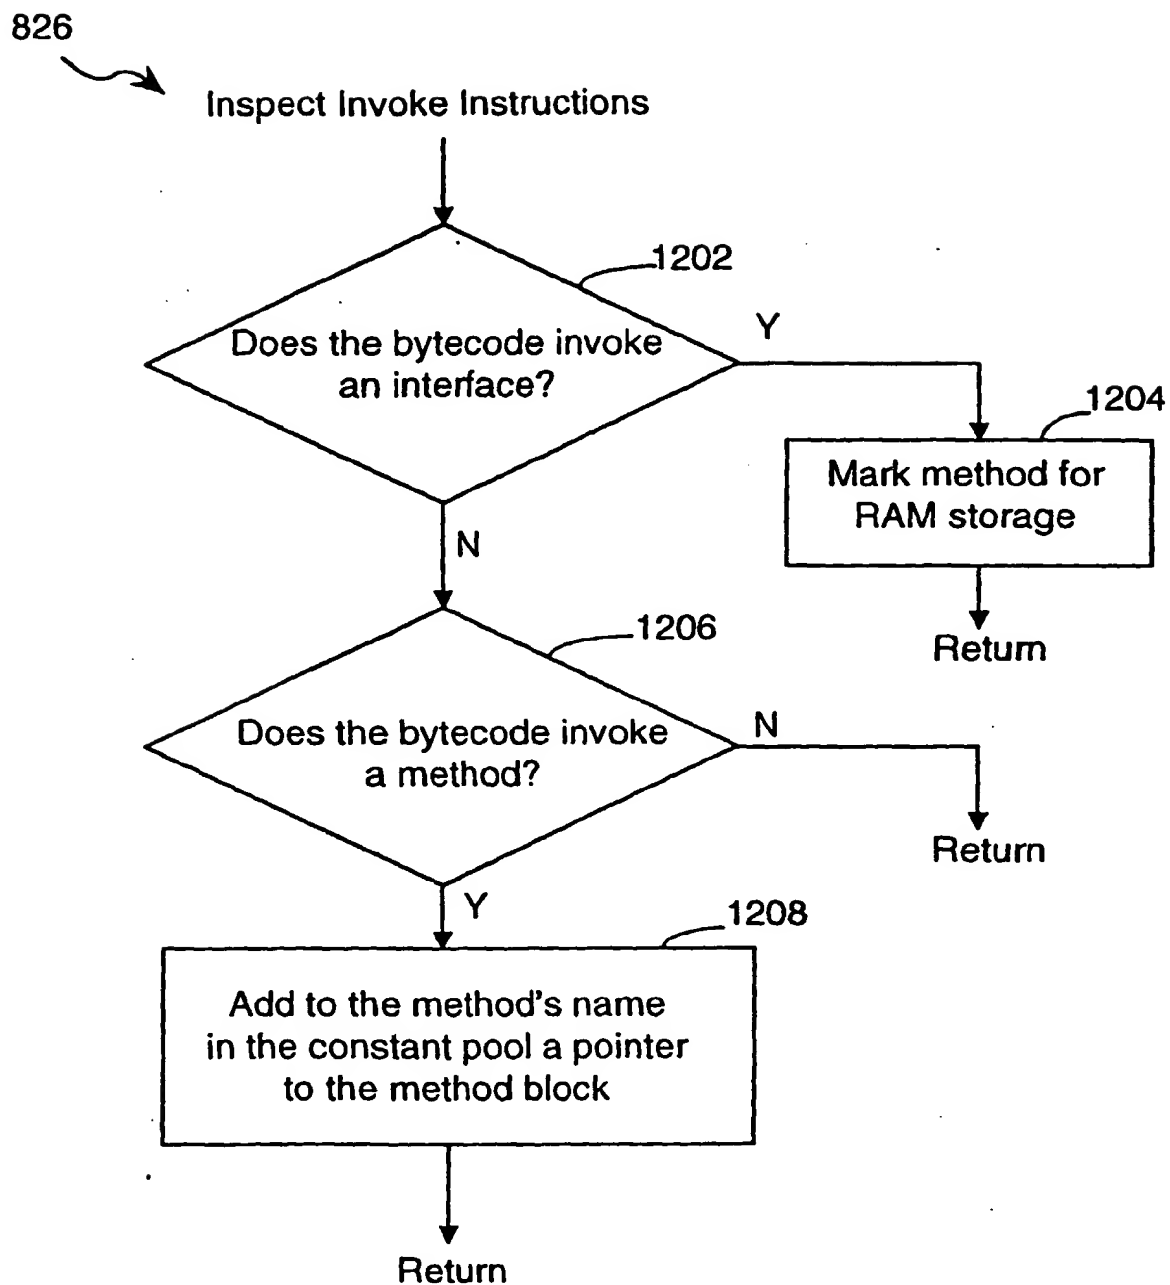 826
Inspect Invoke Instructions
1202
Does the bytecode invoke
an interface?
Y
1204
Mark method for
RAM storage
Return
N
1206
Does the bytecode invoke
a method?
N
Return
Y
1208
Add to the method's name
in the constant pool a pointer
to the method block
Return